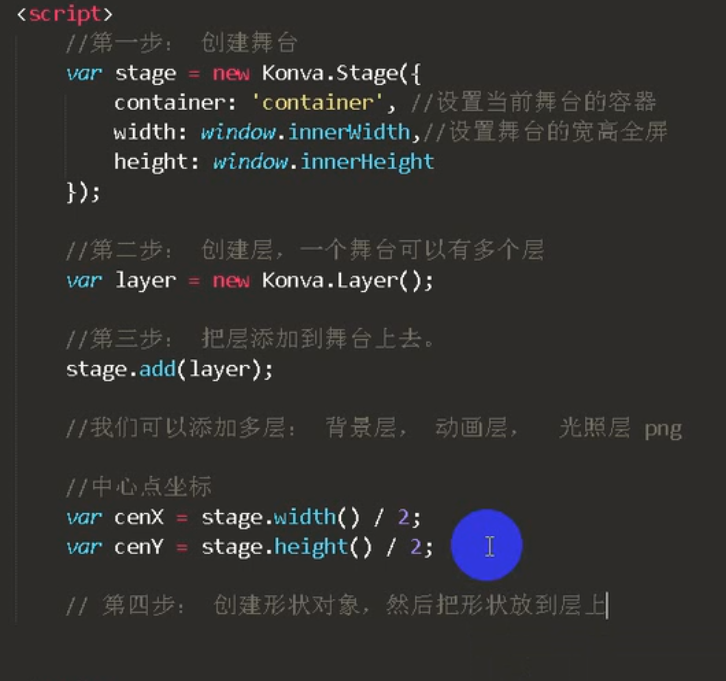 <script>
//第一步： 创建舞台
var stage = new Konva.Stage({
container: 'container', //设置当前舞台的容器
width: window.innerWidth,//设置舞台的宽高全屏
height: window.innerHeight
});
//第二步： 创建层，一个舞台可以有多个层
var layer = new Konva.Layer();
//第三步： 把层添加到舞台上去。
stage.add(layer);
//我们可以添加多层： 背景层， 动画层， 光照层 png
//中心点坐标
var cenX = stage.width() / 2;
var cenY = stage.height() / 2;
// 第四步： 创建形状对象，然后把形状放到层上